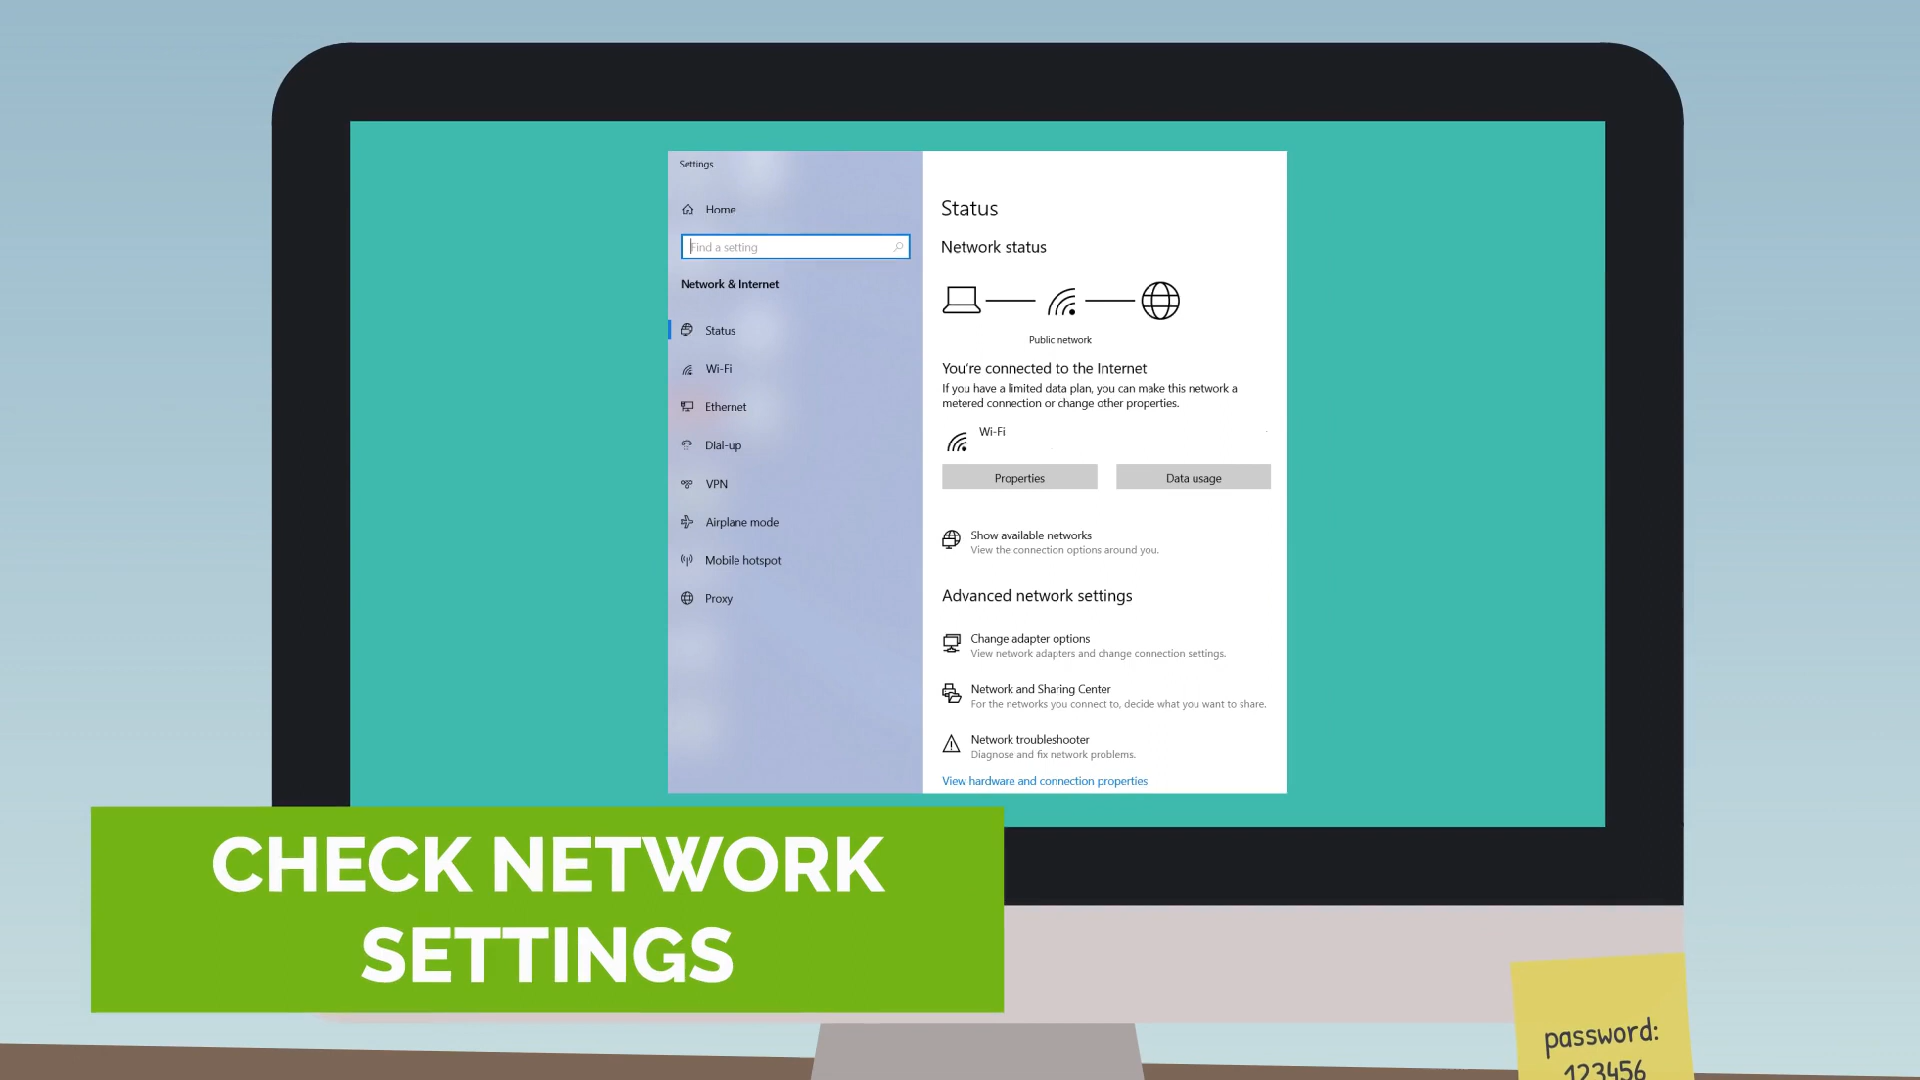 Settings
Home
Find a setting
Network & Internet
Status
Wi-Fi
Ethernet
Dial-up
VPN
Airplane mode
Mobile hotspot
Proxy
Status
Network status
Public network
You're connected to the Internet
If you have a limited data plan, you can make this network a
metered connection or change other properties.
Wi-Fi
Properties
Data usage
Show available networks
View the connection options around you.
Advanced network settings
Change adapter options
View network adapters and change connection settings.
Network and Sharing Center
For the networks you connect to, decide what you want to share.
Network troubleshooter
Diagnose and fix network problems.
View hardware and connection properties
CHECK NETWORK
SETTINGS
password:
123456